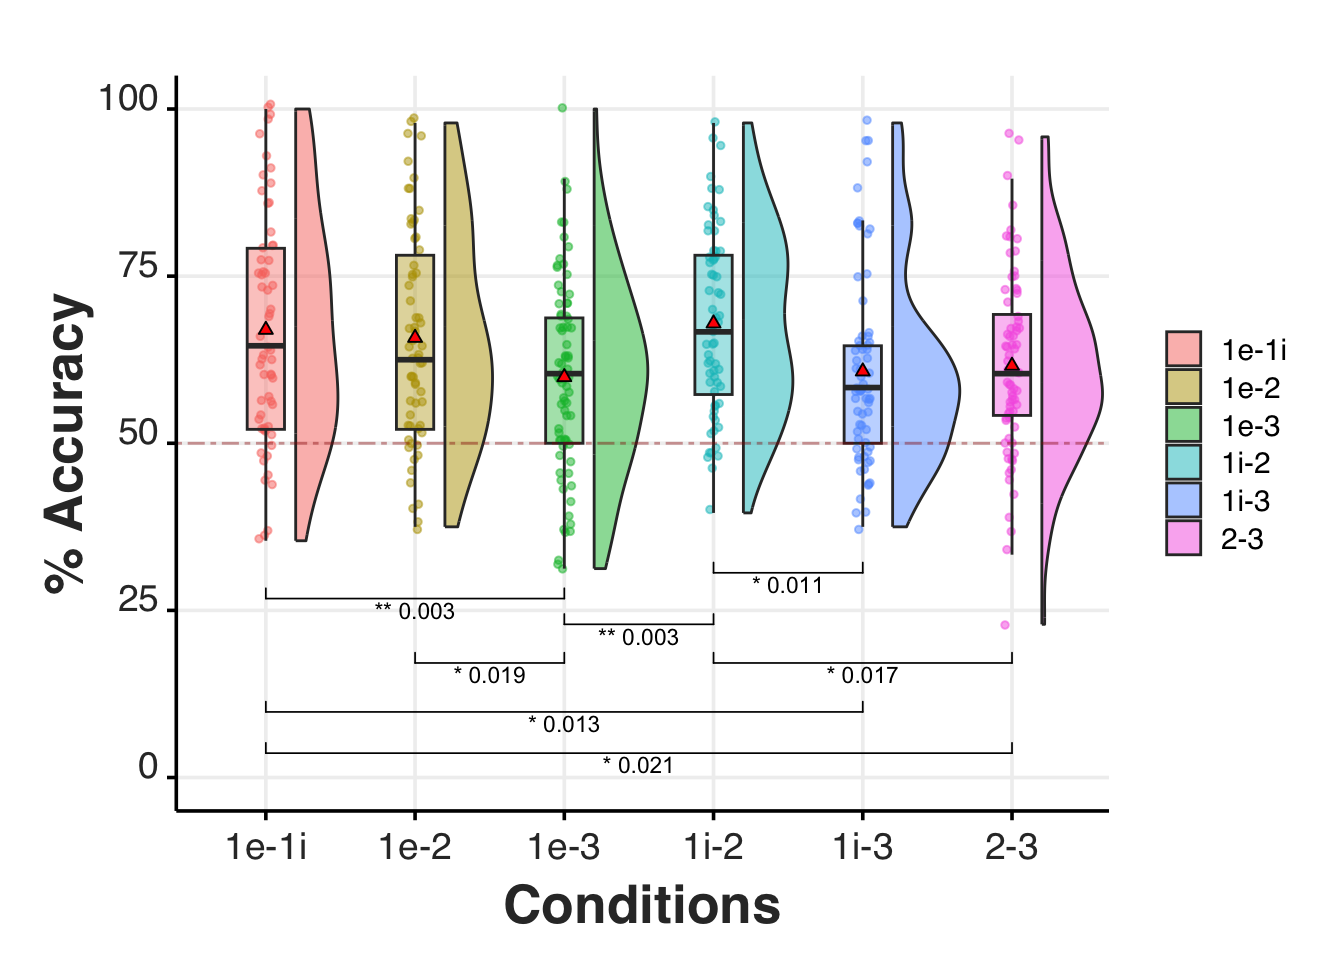 100
75
50
25
0
% Accuracy
* 0.011
** 0.003
** 0.003
* 0.019
* 0.017
* 0.013
* 0.021
1e-1i
1e-2
1e-3
1i-2
1i-3
2-3
Conditions
1e-1i
1e-2
1e-3
1i-2
1i-3
2-3